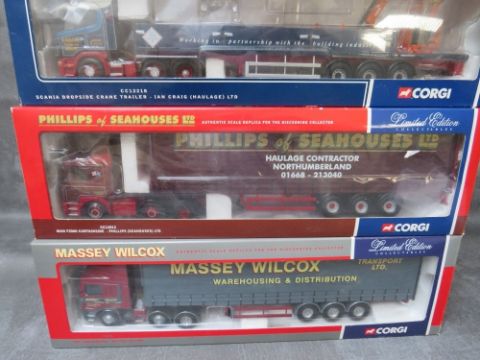 Working in partnership with the building industry
CC12218
SCANIA DROPSIDE CRANE TRAILER - IAN CRAIG (HAULAGE) LTD
CORGI
PHILLIPS of SEAHOUSES LTD
AUTHENTIC SCALE REPLICA FOR THE DISCERNING COLLECTOR
Limited Edition
COLLECTABLES
PHILLIPS of SEAHOUSES LTD
HAULAGE CONTRACTOR
NORTHUMBERLAND
01668 - 213040
CORGI
MASSEY WILCOX
AUTHENTIC SCALE REPLICA FOR THE DISCERNING COLLECTOR
Limited Edition
COLLECTABLES
MASSEY WILCOX
TRANSPORT LTD.
WAREHOUSING & DISTRIBUTION
CORGI